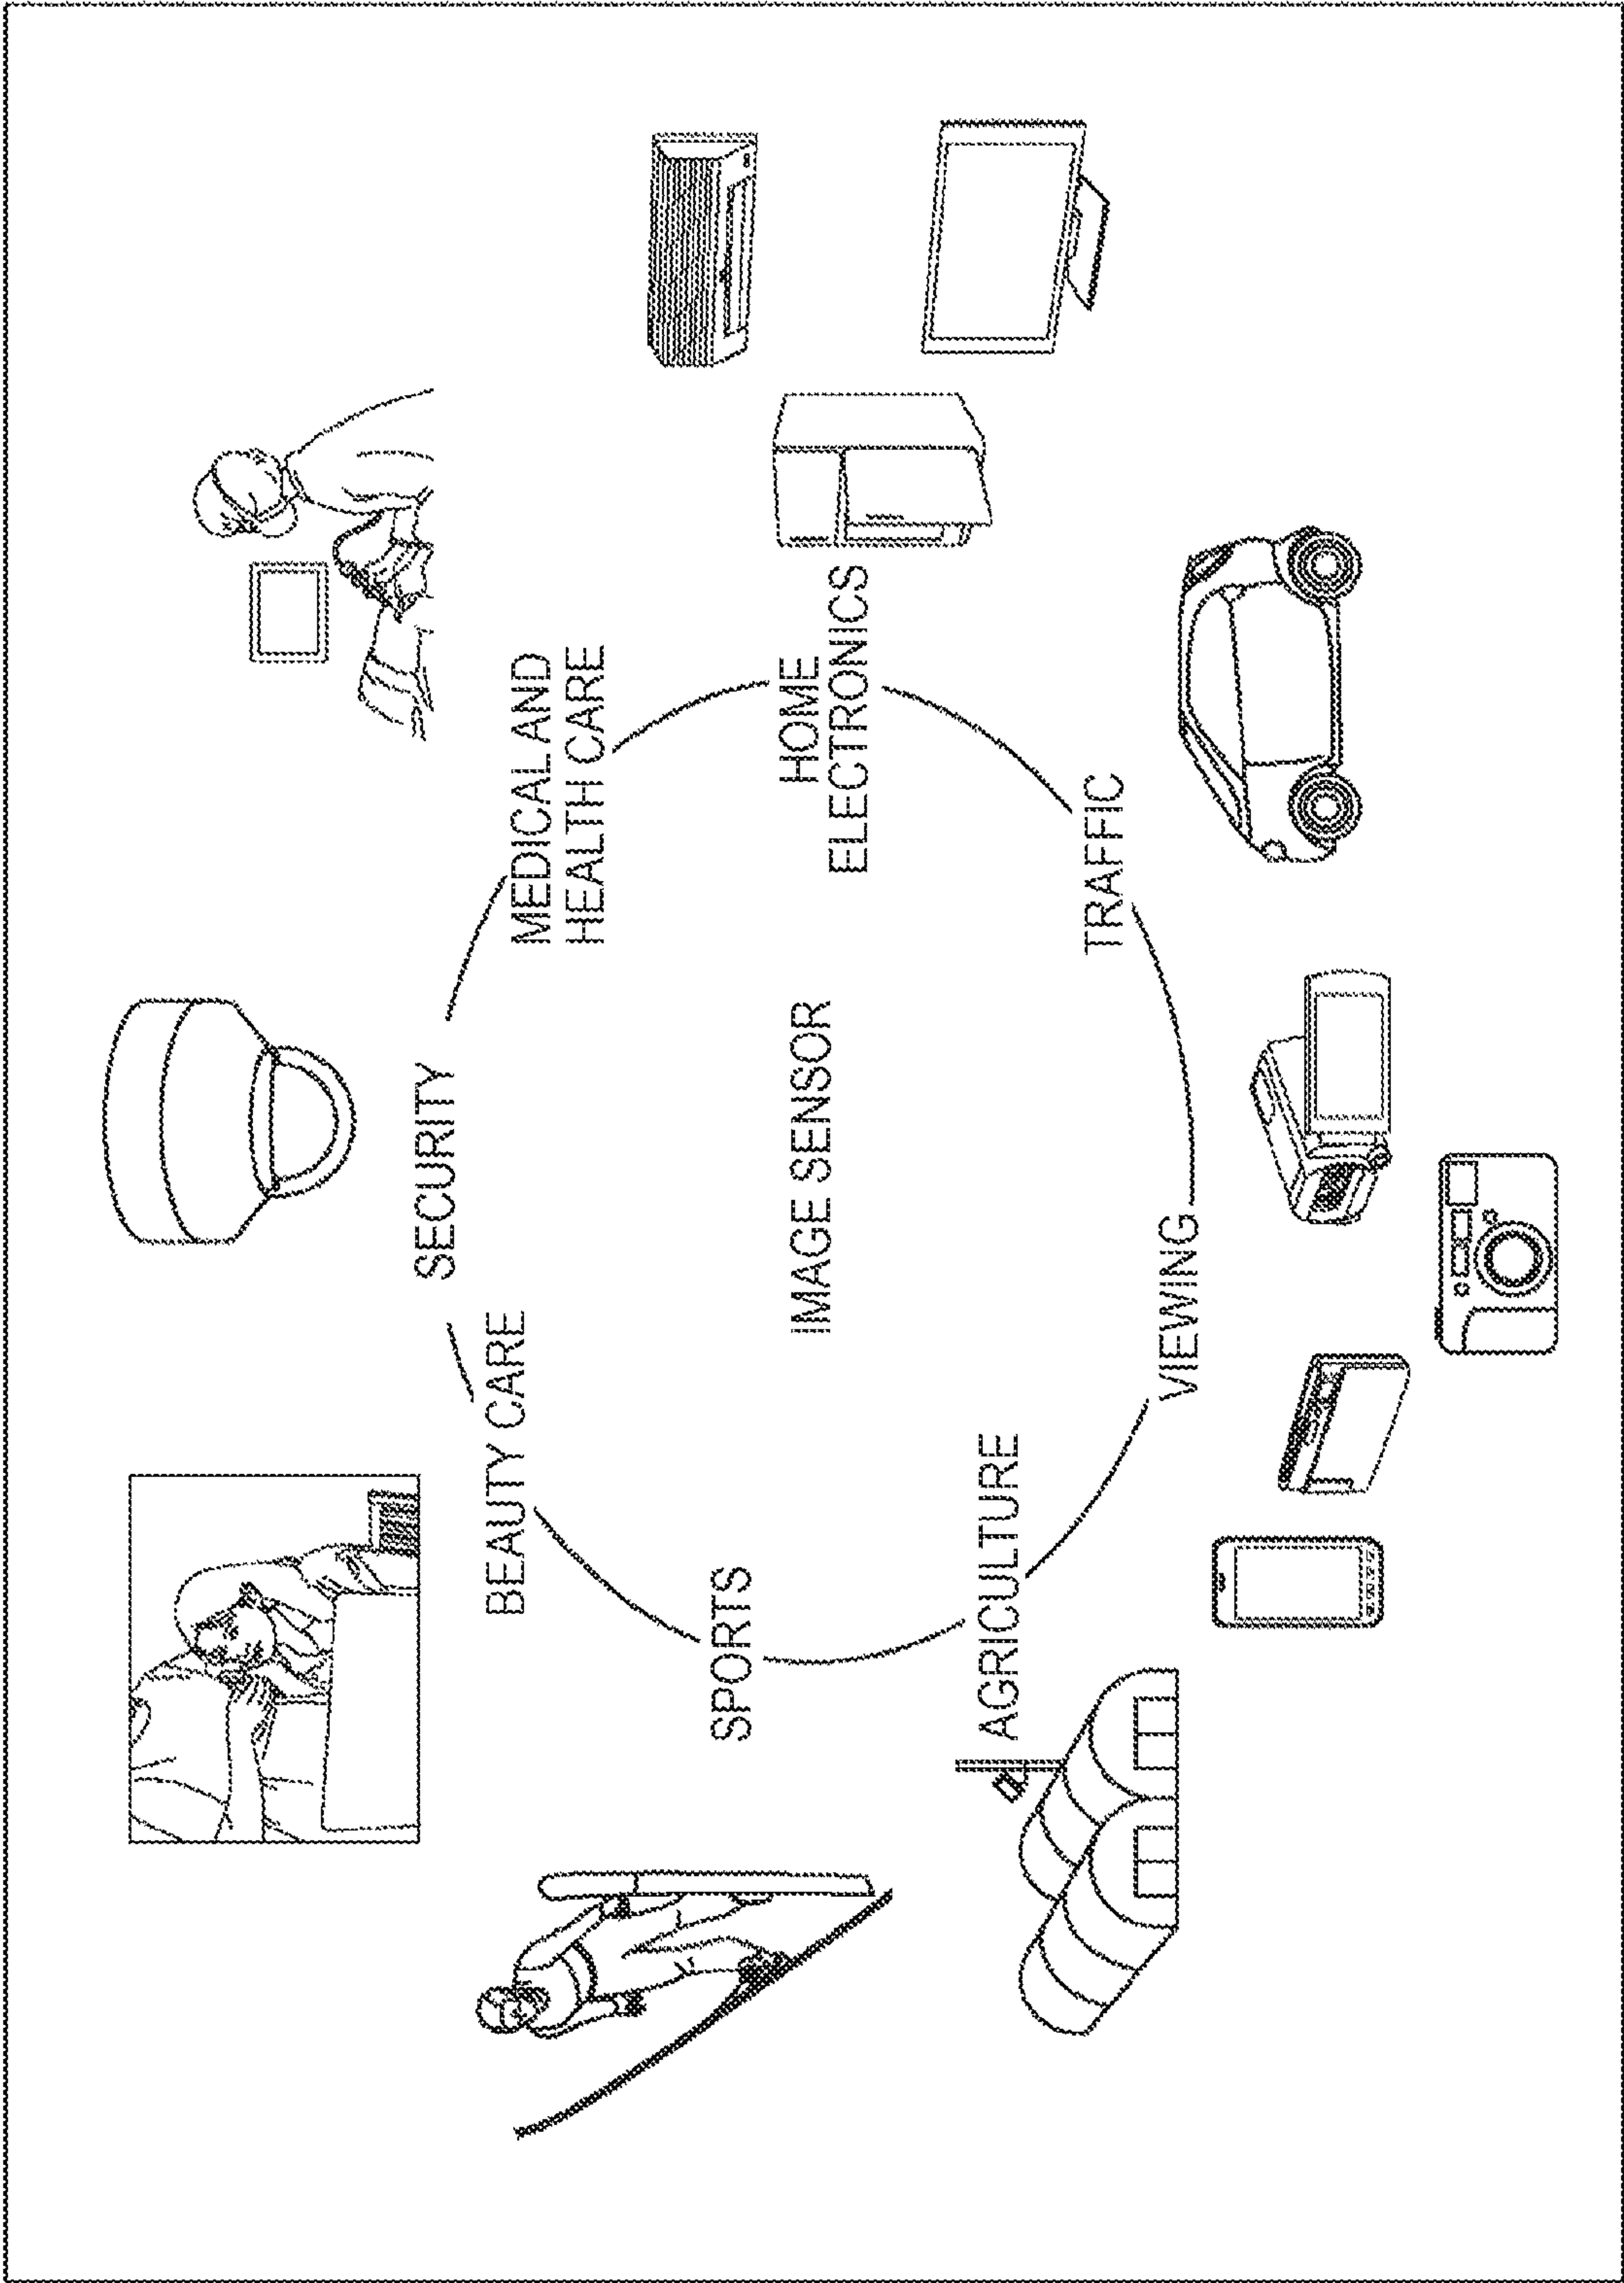 SECURITY
BEAUTY CARE
MEDICAL AND
HEALTH CARE
SPORTS
IMAGE SENSOR
HOME
ELECTRONICS
AGRICULTURE
TRAFFIC
VIEWING